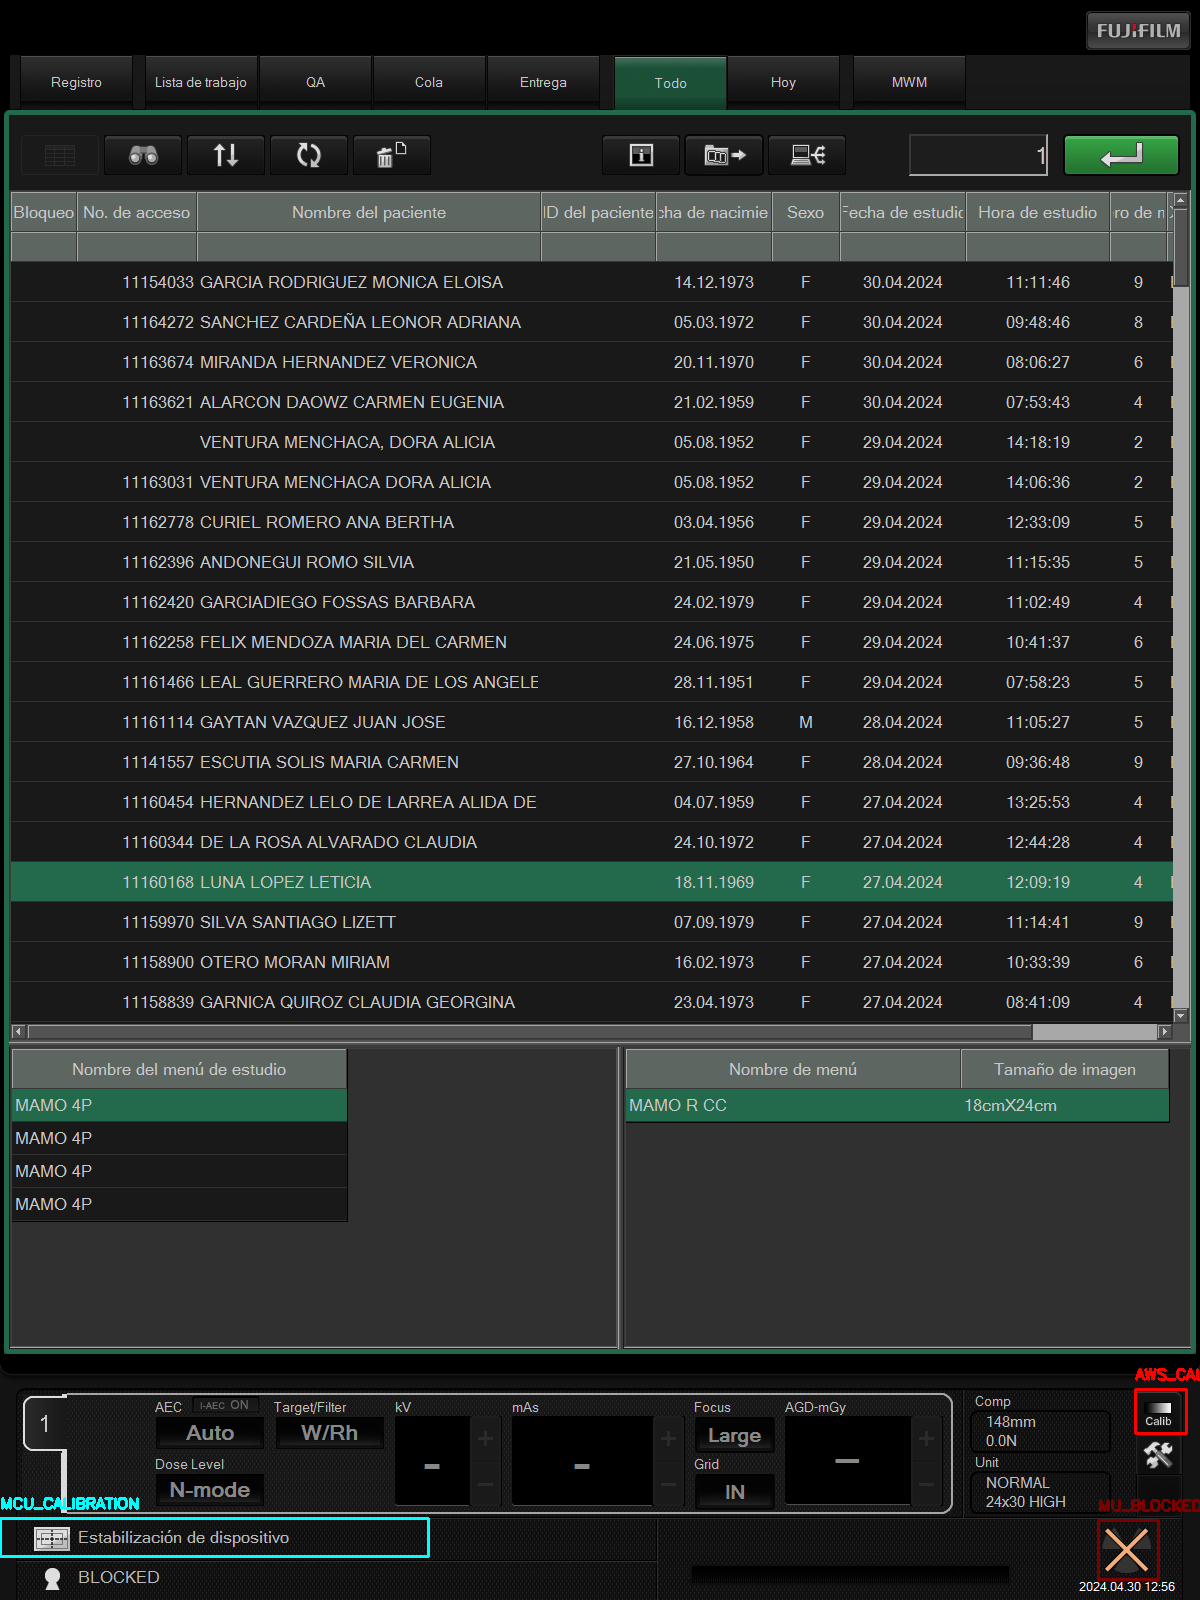 FUJIFILM
Registro Lista de trabajo QA Cola Entrega Todo Hoy MWM
1
Bloqueo No. de acceso Nombre del paciente ID del paciente cha de nacimie Sexo Fecha de estudio Hora de estudio ro de m
11154033 GARCIA RODRIGUEZ MONICA ELOISA 14.12.1973 F 30.04.2024 11:11:46 9
11164272 SANCHEZ CARDEÑA LEONOR ADRIANA 05.03.1972 F 30.04.2024 09:48:46 8
11163674 MIRANDA HERNANDEZ VERONICA 20.11.1970 F 30.04.2024 08:06:27 6
11163621 ALARCON DAOWZ CARMEN EUGENIA 21.02.1959 F 30.04.2024 07:53:43 4
VENTURA MENCHACA, DORA ALICIA 05.08.1952 F 29.04.2024 14:18:19 2
11163031 VENTURA MENCHACA DORA ALICIA 05.08.1952 F 29.04.2024 14:06:36 2
11162778 CURIEL ROMERO ANA BERTHA 03.04.1956 F 29.04.2024 12:33:09 5
11162396 ANDONEGUI ROMO SILVIA 21.05.1950 F 29.04.2024 11:15:35 5
11162420 GARCIADIEGO FOSSAS BARBARA 24.02.1979 F 29.04.2024 11:02:49 4
11162258 FELIX MENDOZA MARIA DEL CARMEN 24.06.1975 F 29.04.2024 10:41:37 6
11161466 LEAL GUERRERO MARIA DE LOS ANGELE 28.11.1951 F 29.04.2024 07:58:23 5
11161114 GAYTAN VAZQUEZ JUAN JOSE 16.12.1958 M 28.04.2024 11:05:27 5
11141557 ESCUTIA SOLIS MARIA CARMEN 27.10.1964 F 28.04.2024 09:36:48 9
11160454 HERNANDEZ LELO DE LARREA ALIDA DE 04.07.1959 F 27.04.2024 13:25:53 4
11160344 DE LA ROSA ALVARADO CLAUDIA 24.10.1972 F 27.04.2024 12:44:28 4
11160168 LUNA LOPEZ LETICIA 18.11.1969 F 27.04.2024 12:09:19 4
11159970 SILVA SANTIAGO LIZETT 07.09.1979 F 27.04.2024 11:14:41 9
11158900 OTERO MORAN MIRIAM 16.02.1973 F 27.04.2024 10:33:39 6
11158839 GARNICA QUIROZ CLAUDIA GEORGINA 23.04.1973 F 27.04.2024 08:41:09 4
Nombre del menú de estudio Nombre de menú Tamaño de imagen
MAMO 4P MAMO R CC 18cmX24cm
MAMO 4P
MAMO 4P
MAMO 4P
AWS_CAL
1 AEC I-AEC ON Target/Filter kV mAs Focus AGD-mGy Comp
Auto W/Rh – – Large — 148mm Calib
0.0N
Dose Level Grid Unit
N-mode IN NORMAL
24x30 HIGH
MCU_CALIBRATION MU_BLOCKED
Estabilización de dispositivo
BLOCKED
2024.04.30 12:56